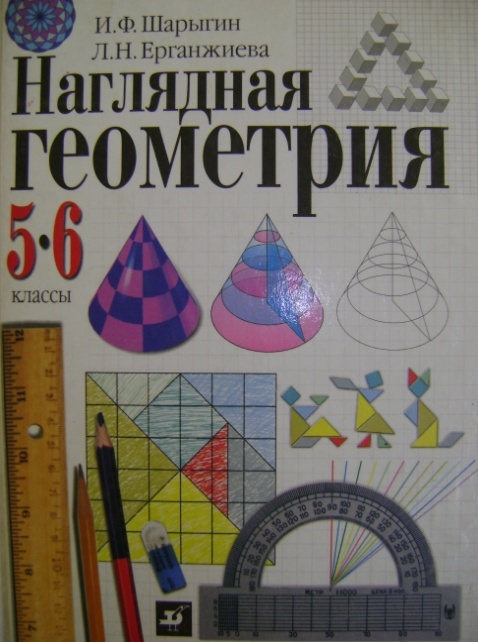 И.Ф. Шарыгин
Л.Н. Ерганжиева
Наглядная
геометрия
5•6
классы